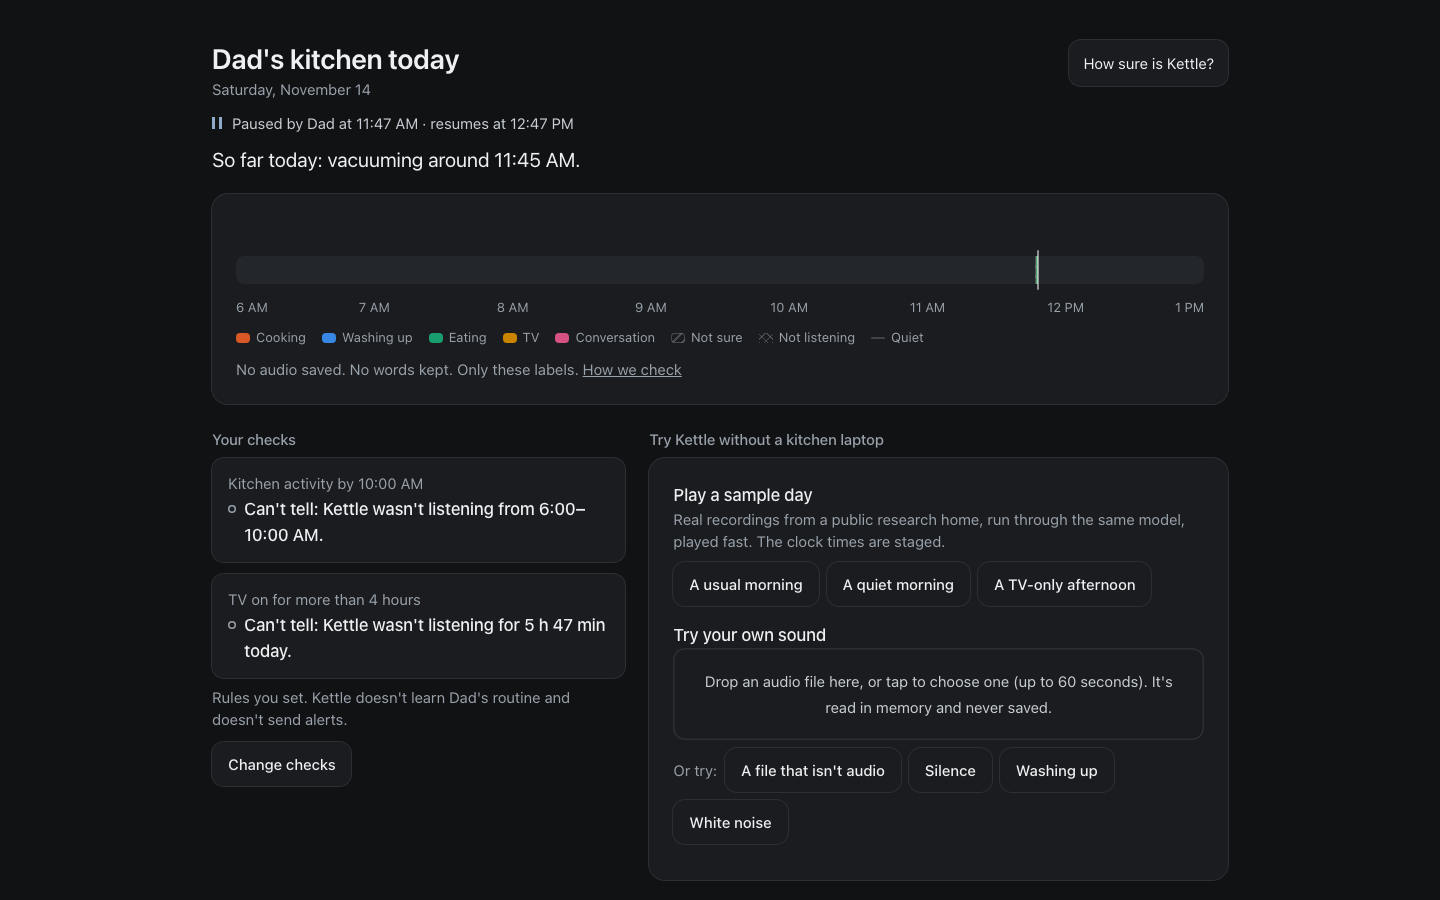 Dad's kitchen today
How sure is Kettle?
Saturday, November 14
Paused by Dad at 11:47 AM · resumes at 12:47 PM
So far today: vacuuming around 11:45 AM.
6 AM 7 AM 8 AM 9 AM 10 AM 11 AM 12 PM 1 PM
Cooking Washing up Eating TV Conversation Not sure Not listening Quiet
No audio saved. No words kept. Only these labels. How we check
Your checks
Kitchen activity by 10:00 AM
Can't tell: Kettle wasn't listening from 6:00–
10:00 AM.
TV on for more than 4 hours
Can't tell: Kettle wasn't listening for 5 h 47 min
today.
Rules you set. Kettle doesn't learn Dad's routine and
doesn't send alerts.
Change checks
Try Kettle without a kitchen laptop
Play a sample day
Real recordings from a public research home, run through the same model,
played fast. The clock times are staged.
A usual morning A quiet morning A TV-only afternoon
Try your own sound
Drop an audio file here, or tap to choose one (up to 60 seconds). It's
read in memory and never saved.
Or try: A file that isn't audio Silence Washing up
White noise